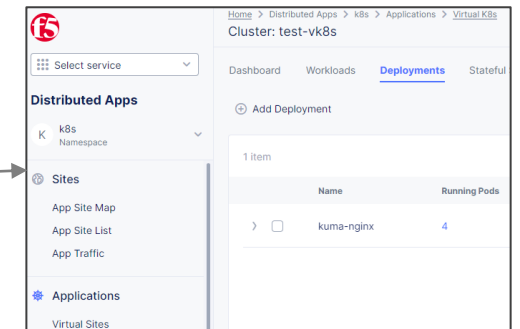 Home > Distributed Apps > k8s > Applications > Virtual K8s
Cluster: test-vk8s
f5
Select service
Distributed Apps
K
k8s
Namespace
Sites
App Site Map
App Site List
App Traffic
Applications
Virtual Sites
Dashboard Workloads Deployments Stateful
Add Deployment
1 item
Name Running Pods
kuma-nginx 4